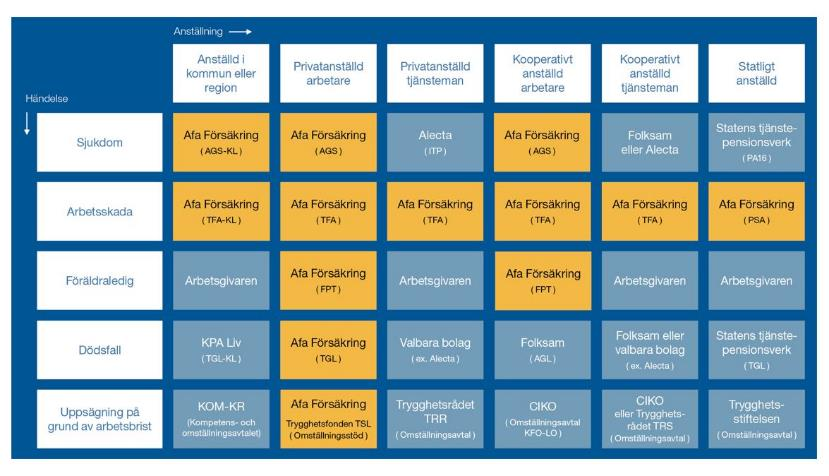 Anställning
Händelse
Anställd i
kommun eller
region
Privatanställd
arbetare
Privatanställd
tjänsteman
Kooperativt
anställd
arbetare
Kooperativt
anställd
tjänsteman
Statligt
anställd
Sjukdom
Afa Försäkring
(AGS-KL)
Afa Försäkring
(AGS)
Alecta
(ITP)
Afa Försäkring
(AGS)
Folksam
eller Alecta
Statens tjänste-
pensionsverk
(PA16)
Arbetsskada
Afa Försäkring
(TFA-KL)
Afa Försäkring
(TFA)
Afa Försäkring
(TFA)
Afa Försäkring
(TFA)
Afa Försäkring
(TFA)
Afa Försäkring
(PSA)
Föräldraledig
Arbetsgivaren
Afa Försäkring
(FPT)
Arbetsgivaren
Afa Försäkring
(FPT)
Arbetsgivaren
Arbetsgivaren
Dödsfall
KPA Liv
(TGL-KL)
Afa Försäkring
(TGL)
Valbara bolag
(ex. Alecta)
Folksam
(AGL)
Folksam eller
valbara bolag
(ex. Alecta)
Statens tjänste-
pensionsverk
(TGL)
Uppsägning på
grund av arbetsbrist
KOM-KR
(Kompetens- och
omställningsavtalet)
Afa Försäkring
Trygghetsfonden TSL
(Omställningsstöd)
Trygghetsrådet
TRR
(Omställningsavtal)
CIKO
(Omställningsavtal
KFO-LO)
CIKO
eller Trygghets-
rådet TRS
(Omställningsavtal)
Trygghets-
stiftelsen
(Omställningsavtal)